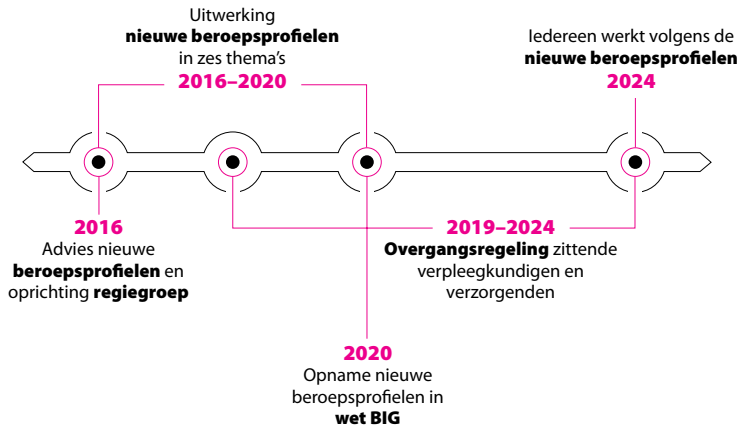 Uitwerking
nieuwe beroepsprofielen
in zes thema's
2016–2020
Iedereen werkt volgens de
nieuwe beroepsprofielen
2024
2016
Advies nieuwe
beroepsprofielen en
oprichting regiegroep
2019–2024
Overgangsregeling zittende
verpleegkundigen en
verzorgenden
2020
Opname nieuwe
beroepsprofielen in
wet BIG